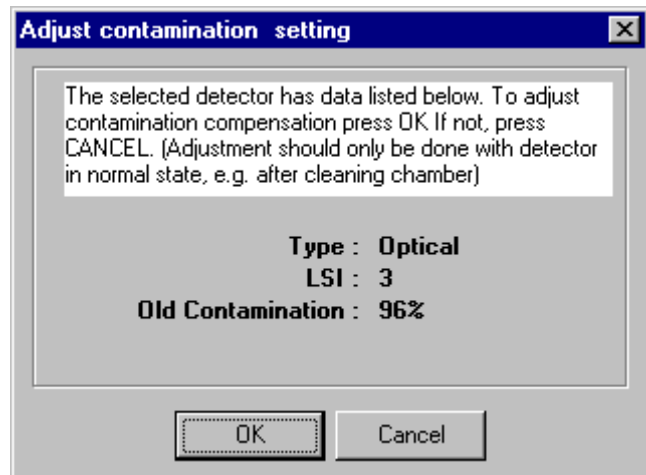 Adjust contamination setting
The selected detector has data listed below. To adjust
contamination compensation press OK If not, press
CANCEL. (Adjustment should only be done with detector
in normal state, e.g. after cleaning chamber)
Type : Optical
LSI : 3
Old Contamination : 96%
OK Cancel